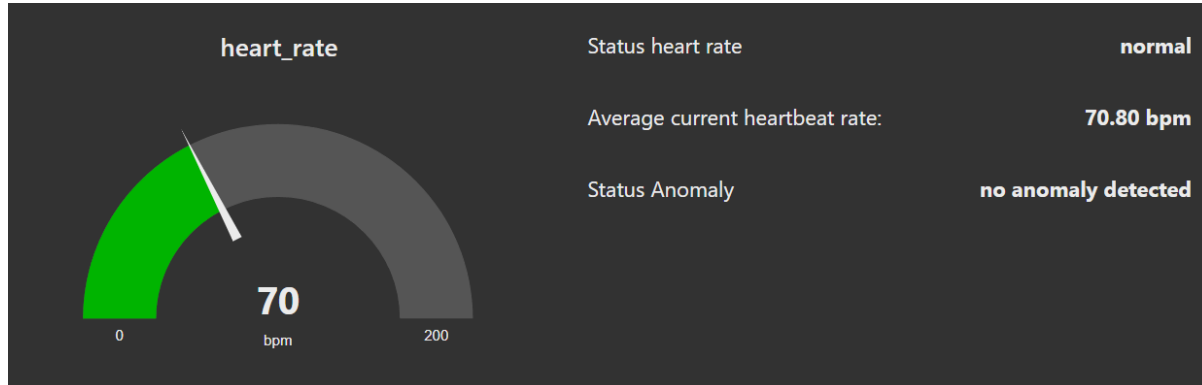 heart_rate
70
bpm
0
200
Status heart rate normal
Average current heartbeat rate: 70.80 bpm
Status Anomaly no anomaly detected